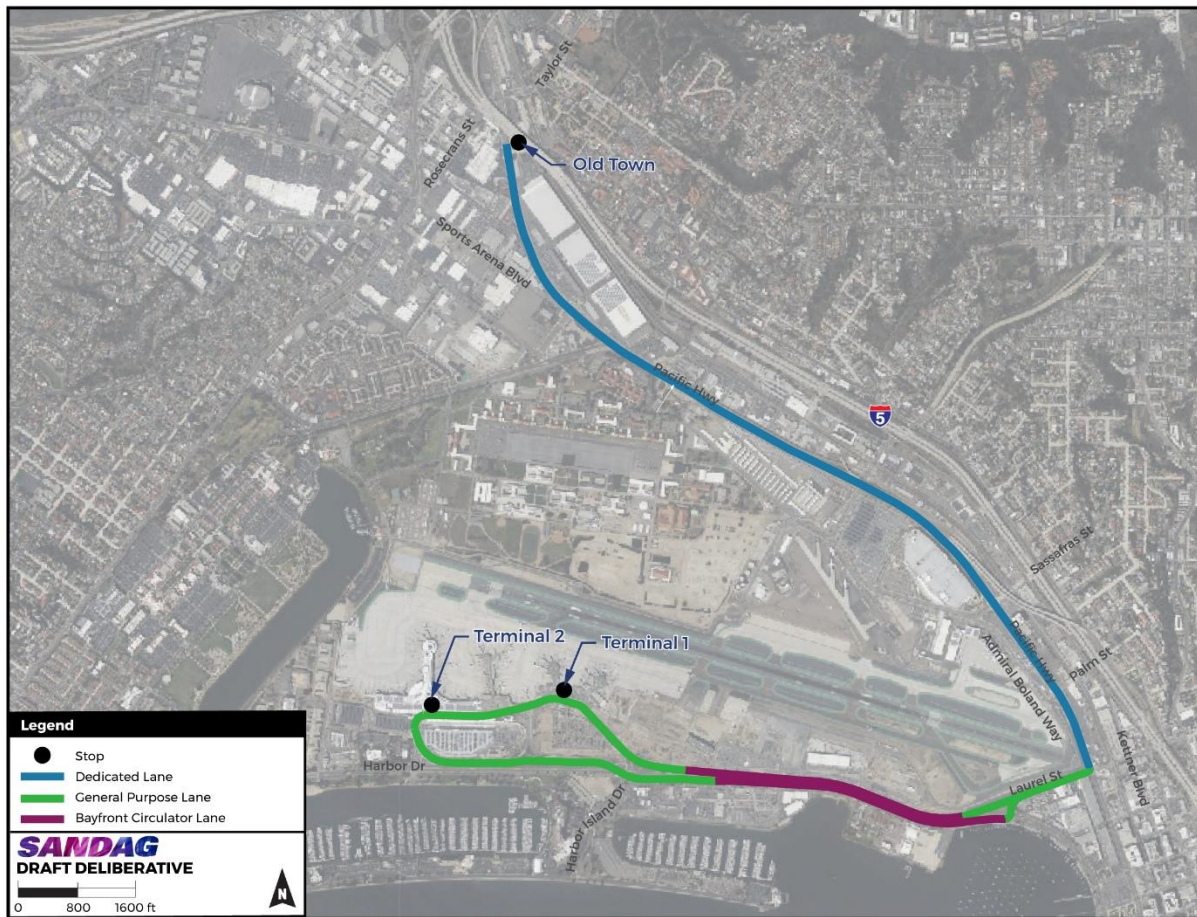 Taylor St
Rosecrans St
Old Town
Sports Arena Blvd
Pacific Hwy
5
Sassafras St
Pacific Hwy
Palm St
Admiral Boland Way
Terminal 2
Terminal 1
Kettner Blvd
Laurel St
Harbor Dr
Harbor Island Dr
Legend
Stop
Dedicated Lane
General Purpose Lane
Bayfront Circulator Lane
SANDAG
DRAFT DELIBERATIVE
0 800 1600 ft
N